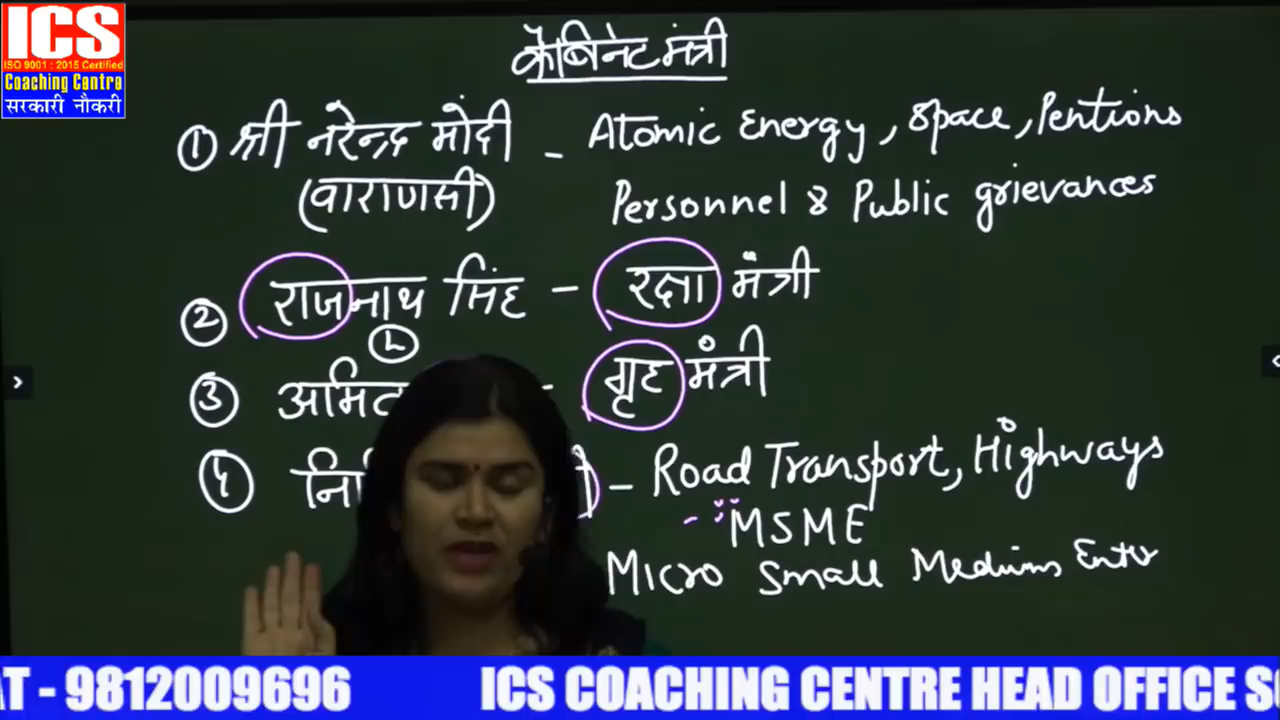 ICS
ISO 9001 : 2015 Certified
Coaching Centre
सरकारी नौकरी
कैबिनेट मंत्री
① श्री नरेन्द्र मोदी - Atomic Energy, Space, Pentions
(वाराणसी) Personnel & Public grievances
② राजनाथ सिंह - रक्षा मंत्री
L
③ अमित - गृह मंत्री
④ - Road Transport, Highways
MSME
Micro Small Mediums Enter
AT - 9812009696 ICS COACHING CENTRE HEAD OFFICE